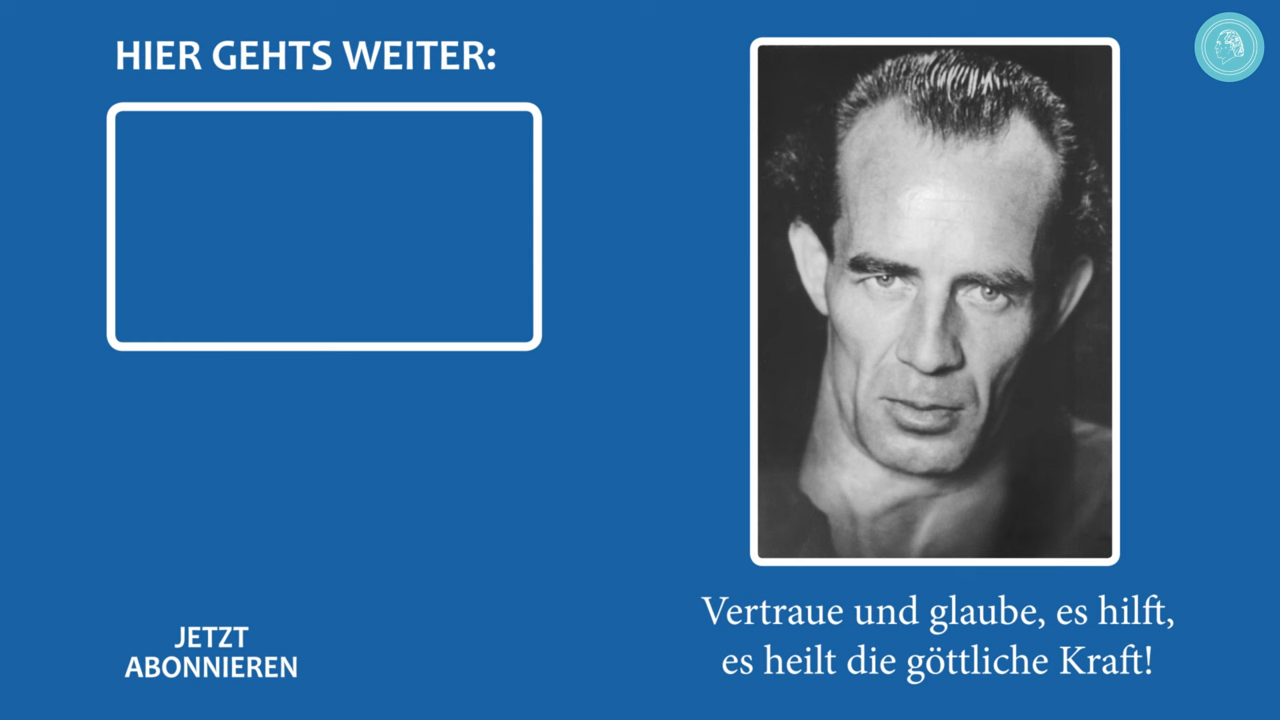 HIER GEHTS WEITER:
JETZT
ABONNIEREN
Vertraue und glaube, es hilft,
es heilt die göttliche Kraft!